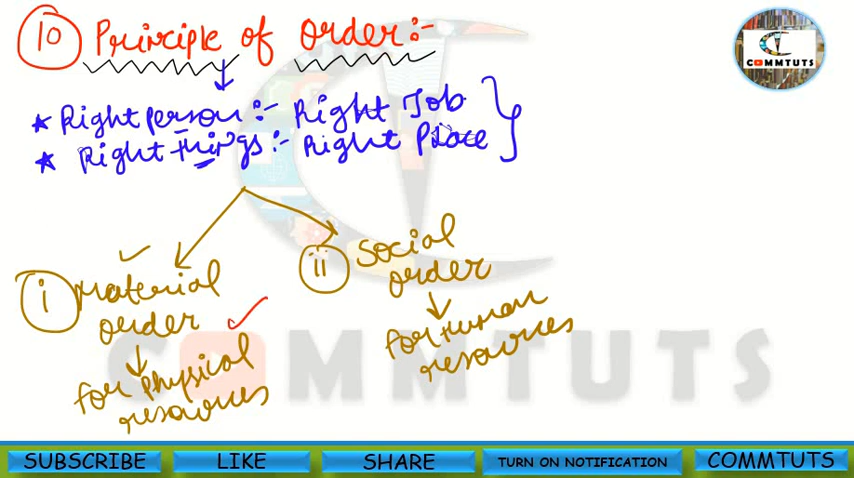 10 Principle of Order:-
* Right person:- Right Job
* Right things:- Right Place
i Material order
for physical resources
ii Social order
for Human resources
COMMTUTS
COMMTUTS
SUBSCRIBE
LIKE
SHARE
TURN ON NOTIFICATION
COMMTUTS